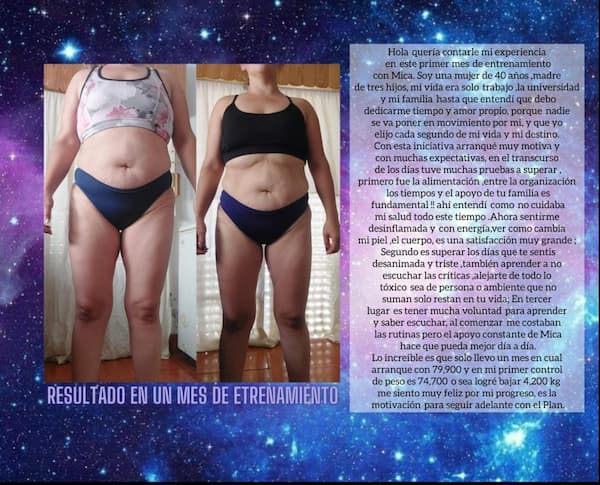 Hola quería contarle mi experiencia
en este primer mes de entrenamiento
con Mica. Soy una mujer de 40 años ,madre
de tres hijos, mi vida era solo trabajo ,la universidad
y mi familia hasta que entendí que debo
dedicarme tiempo y amor propio, porque nadie
se va poner en movimiento por mi, y que yo
elijo cada segundo de mi vida y mi destino.
Con esta iniciativa arranqué muy motiva y
con muchas expectativas, en el transcurso
de los días tuve muchas pruebas a superar ,
primero fue la alimentación ,entre la organización
los tiempos y el apoyo de tu familia es
fundamental !! ahí entendí como no cuidaba
mi salud todo este tiempo .Ahora sentirme
desinflamada y con energía,ver como cambia
mi piel ,el cuerpo, es una satisfacción muy grande ;
Segundo es superar los días que te sentis
desanimada y triste ,también aprender a no
escuchar las críticas ,alejarte de todo lo
tóxico sea de persona o ambiente que no
suman solo restan en tu vida; En tercer
lugar es tener mucha voluntad para aprender
y saber escuchar, al comenzar me costaban
las rutinas pero el apoyo constante de Mica
hace que pueda mejor día a día.
Lo increíble es que solo llevo un mes en cual
arranque con 79,900 y en mi primer control
de peso es 74,700 o sea logré bajar 4,200 kg
me siento muy feliz por mi progreso, es la
motivación para seguir adelante con el Plan.
RESULTADO EN UN MES DE ETRENAMIENTO